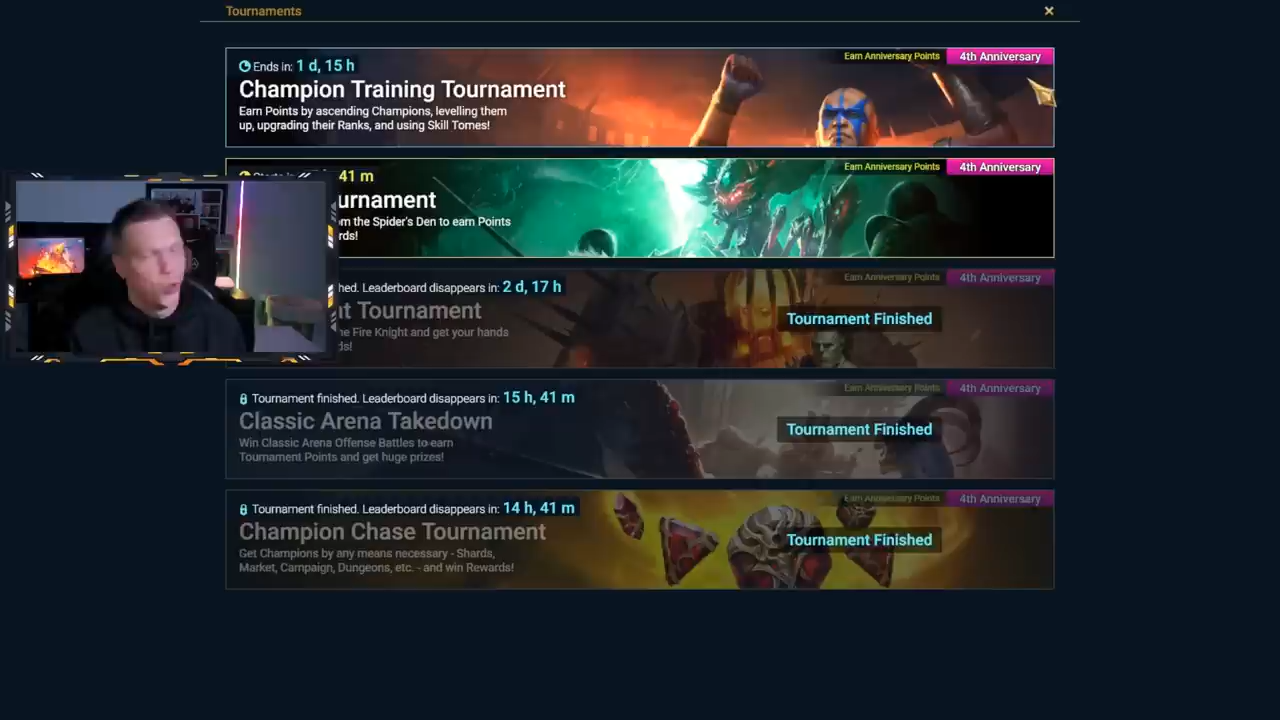 Tournaments
Ends in: 1 d, 15 h
Earn Anniversary Points
4th Anniversary
Champion Training Tournament
Earn Points by ascending Champions, levelling them
up, upgrading their Ranks, and using Skill Tomes!
41 m
Earn Anniversary Points
4th Anniversary
urnament
om the Spider's Den to earn Points
rds!
hed. Leaderboard disappears in: 2 d, 17 h
Earn Anniversary Points
4th Anniversary
t Tournament
Tournament Finished
he Fire Knight and get your hands
ds!
Tournament finished. Leaderboard disappears in: 15 h, 41 m
Earn Anniversary Points
4th Anniversary
Classic Arena Takedown
Tournament Finished
Win Classic Arena Offense Battles to earn
Tournament Points and get huge prizes!
Tournament finished. Leaderboard disappears in: 14 h, 41 m
Earn Anniversary Points
4th Anniversary
Champion Chase Tournament
Tournament Finished
Get Champions by any means necessary - Shards,
Market, Campaign, Dungeons, etc. - and win Rewards!